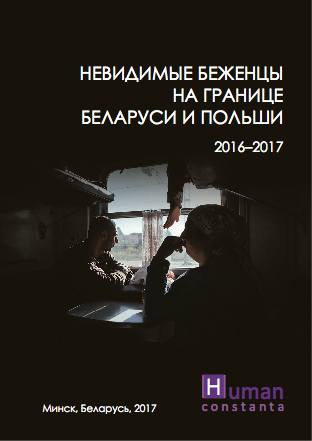 НЕВИДИМЫЕ БЕЖЕНЦЫ
НА ГРАНИЦЕ
БЕЛАРУСИ И ПОЛЬШИ
2016–2017
Human
constanta
Минск, Беларусь, 2017